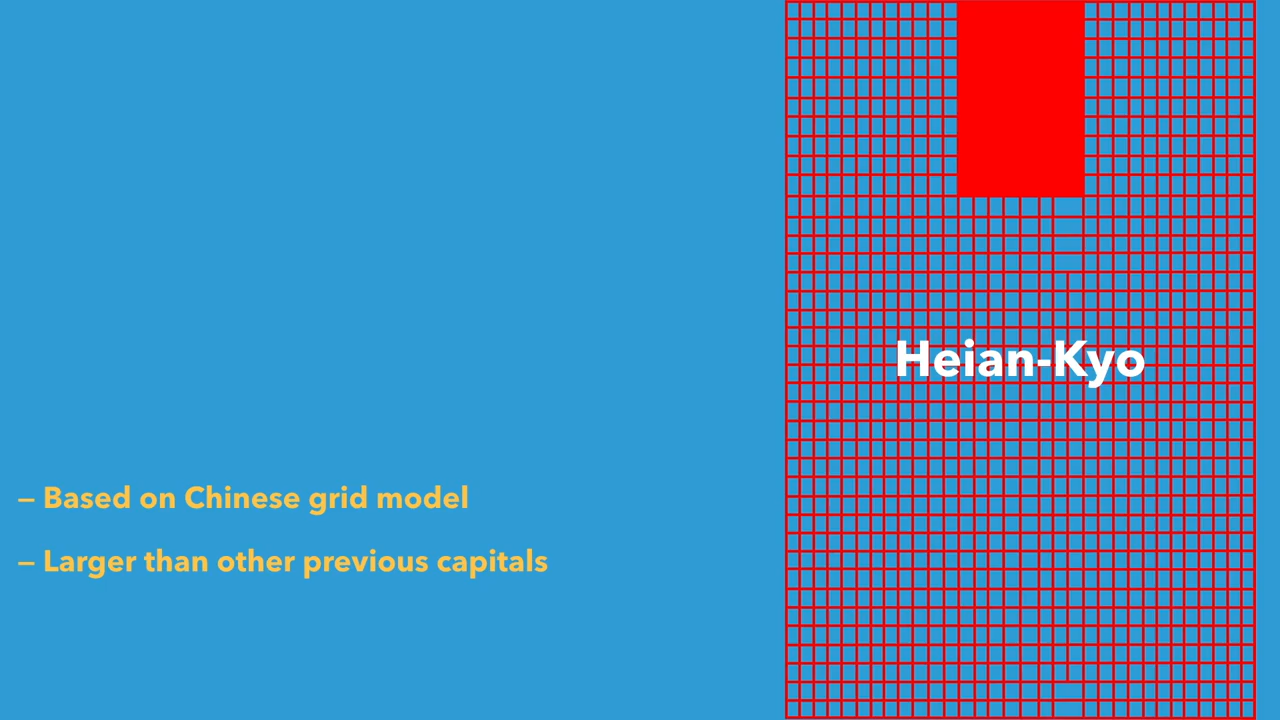 Heian-Kyo
– Based on Chinese grid model
– Larger than other previous capitals